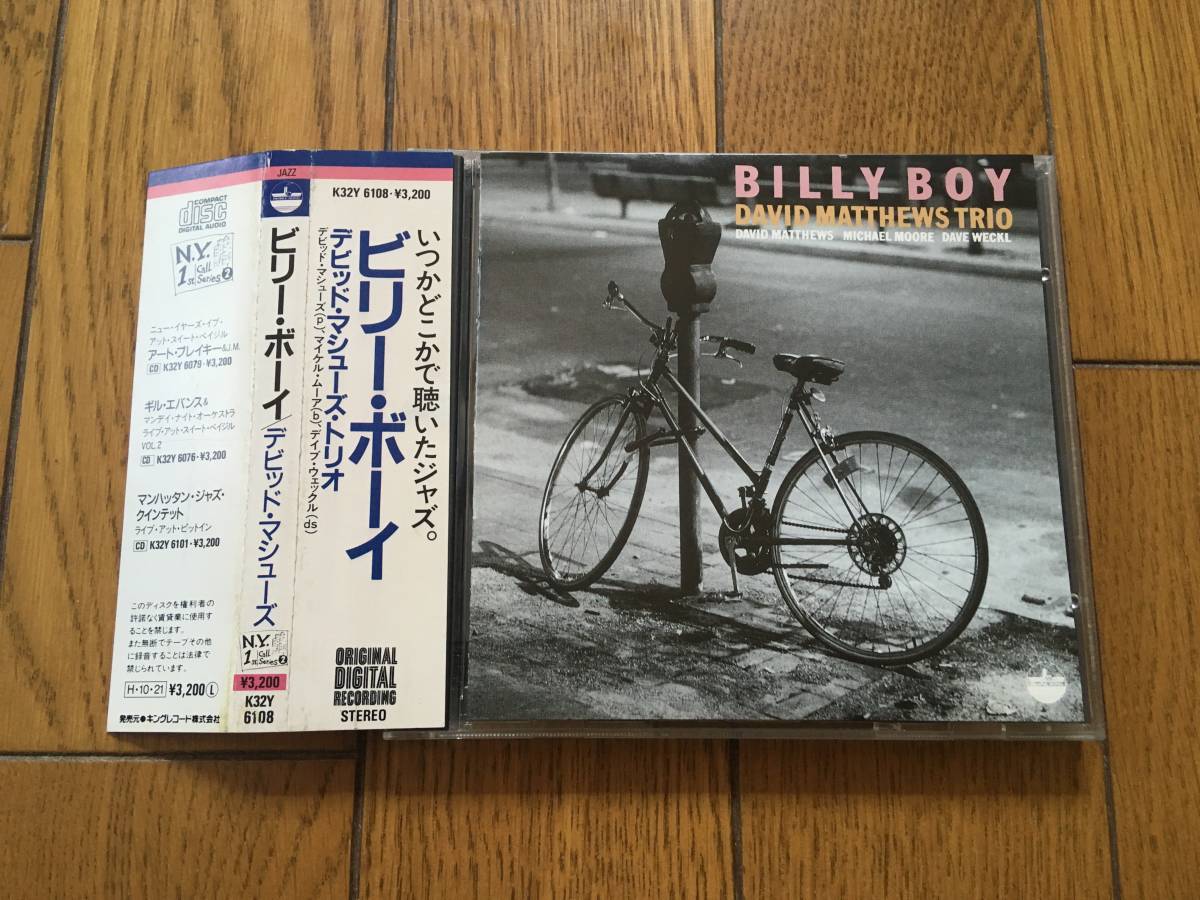 COMPACT
disc
DIGITAL AUDIO
N.Y.
1st Call
Series 2
ニュー・イヤーズ・イブ・
アット・スイート・ベイジル
アート・ブレイキー&J.M.
CD K32Y 6079・¥3,200
ギル・エバンス&
マンデイ・ナイト・オーケストラ
ライブ・アット・スイート・ベイジル
VOL.2
CD K32Y 6076・¥3,200
マンハッタン・ジャズ・
クインテット
ライブ・アット・ピットイン
CD K32Y 6101・¥3,200
このディスクを権利者の
許諾なく賃貸業に使用す
ることを禁じます。
また無断でテープその他
に録音することは法律で
禁じられています。
H・10・21 ¥3,200 L
発売元●キングレコード株式会社
JAZZ
ビリー・ボーイ/デビッド・マシューズ
N.Y.
1st Call
Series 2
¥3,200
K32Y
6108
K32Y 6108・¥3,200
いつかどこかで聴いたジャズ。
ビリー・ボーイ
デビッド・マシューズ・トリオ
デビッド・マシューズ(p)、マイケル・ムーア(b)、デイブ・ウェックル(ds)
ORIGINAL
DIGITAL
RECORDING
STEREO
BILLY BOY
DAVID MATTHEWS TRIO
DAVID MATTHEWS MICHAEL MOORE DAVE WECKL